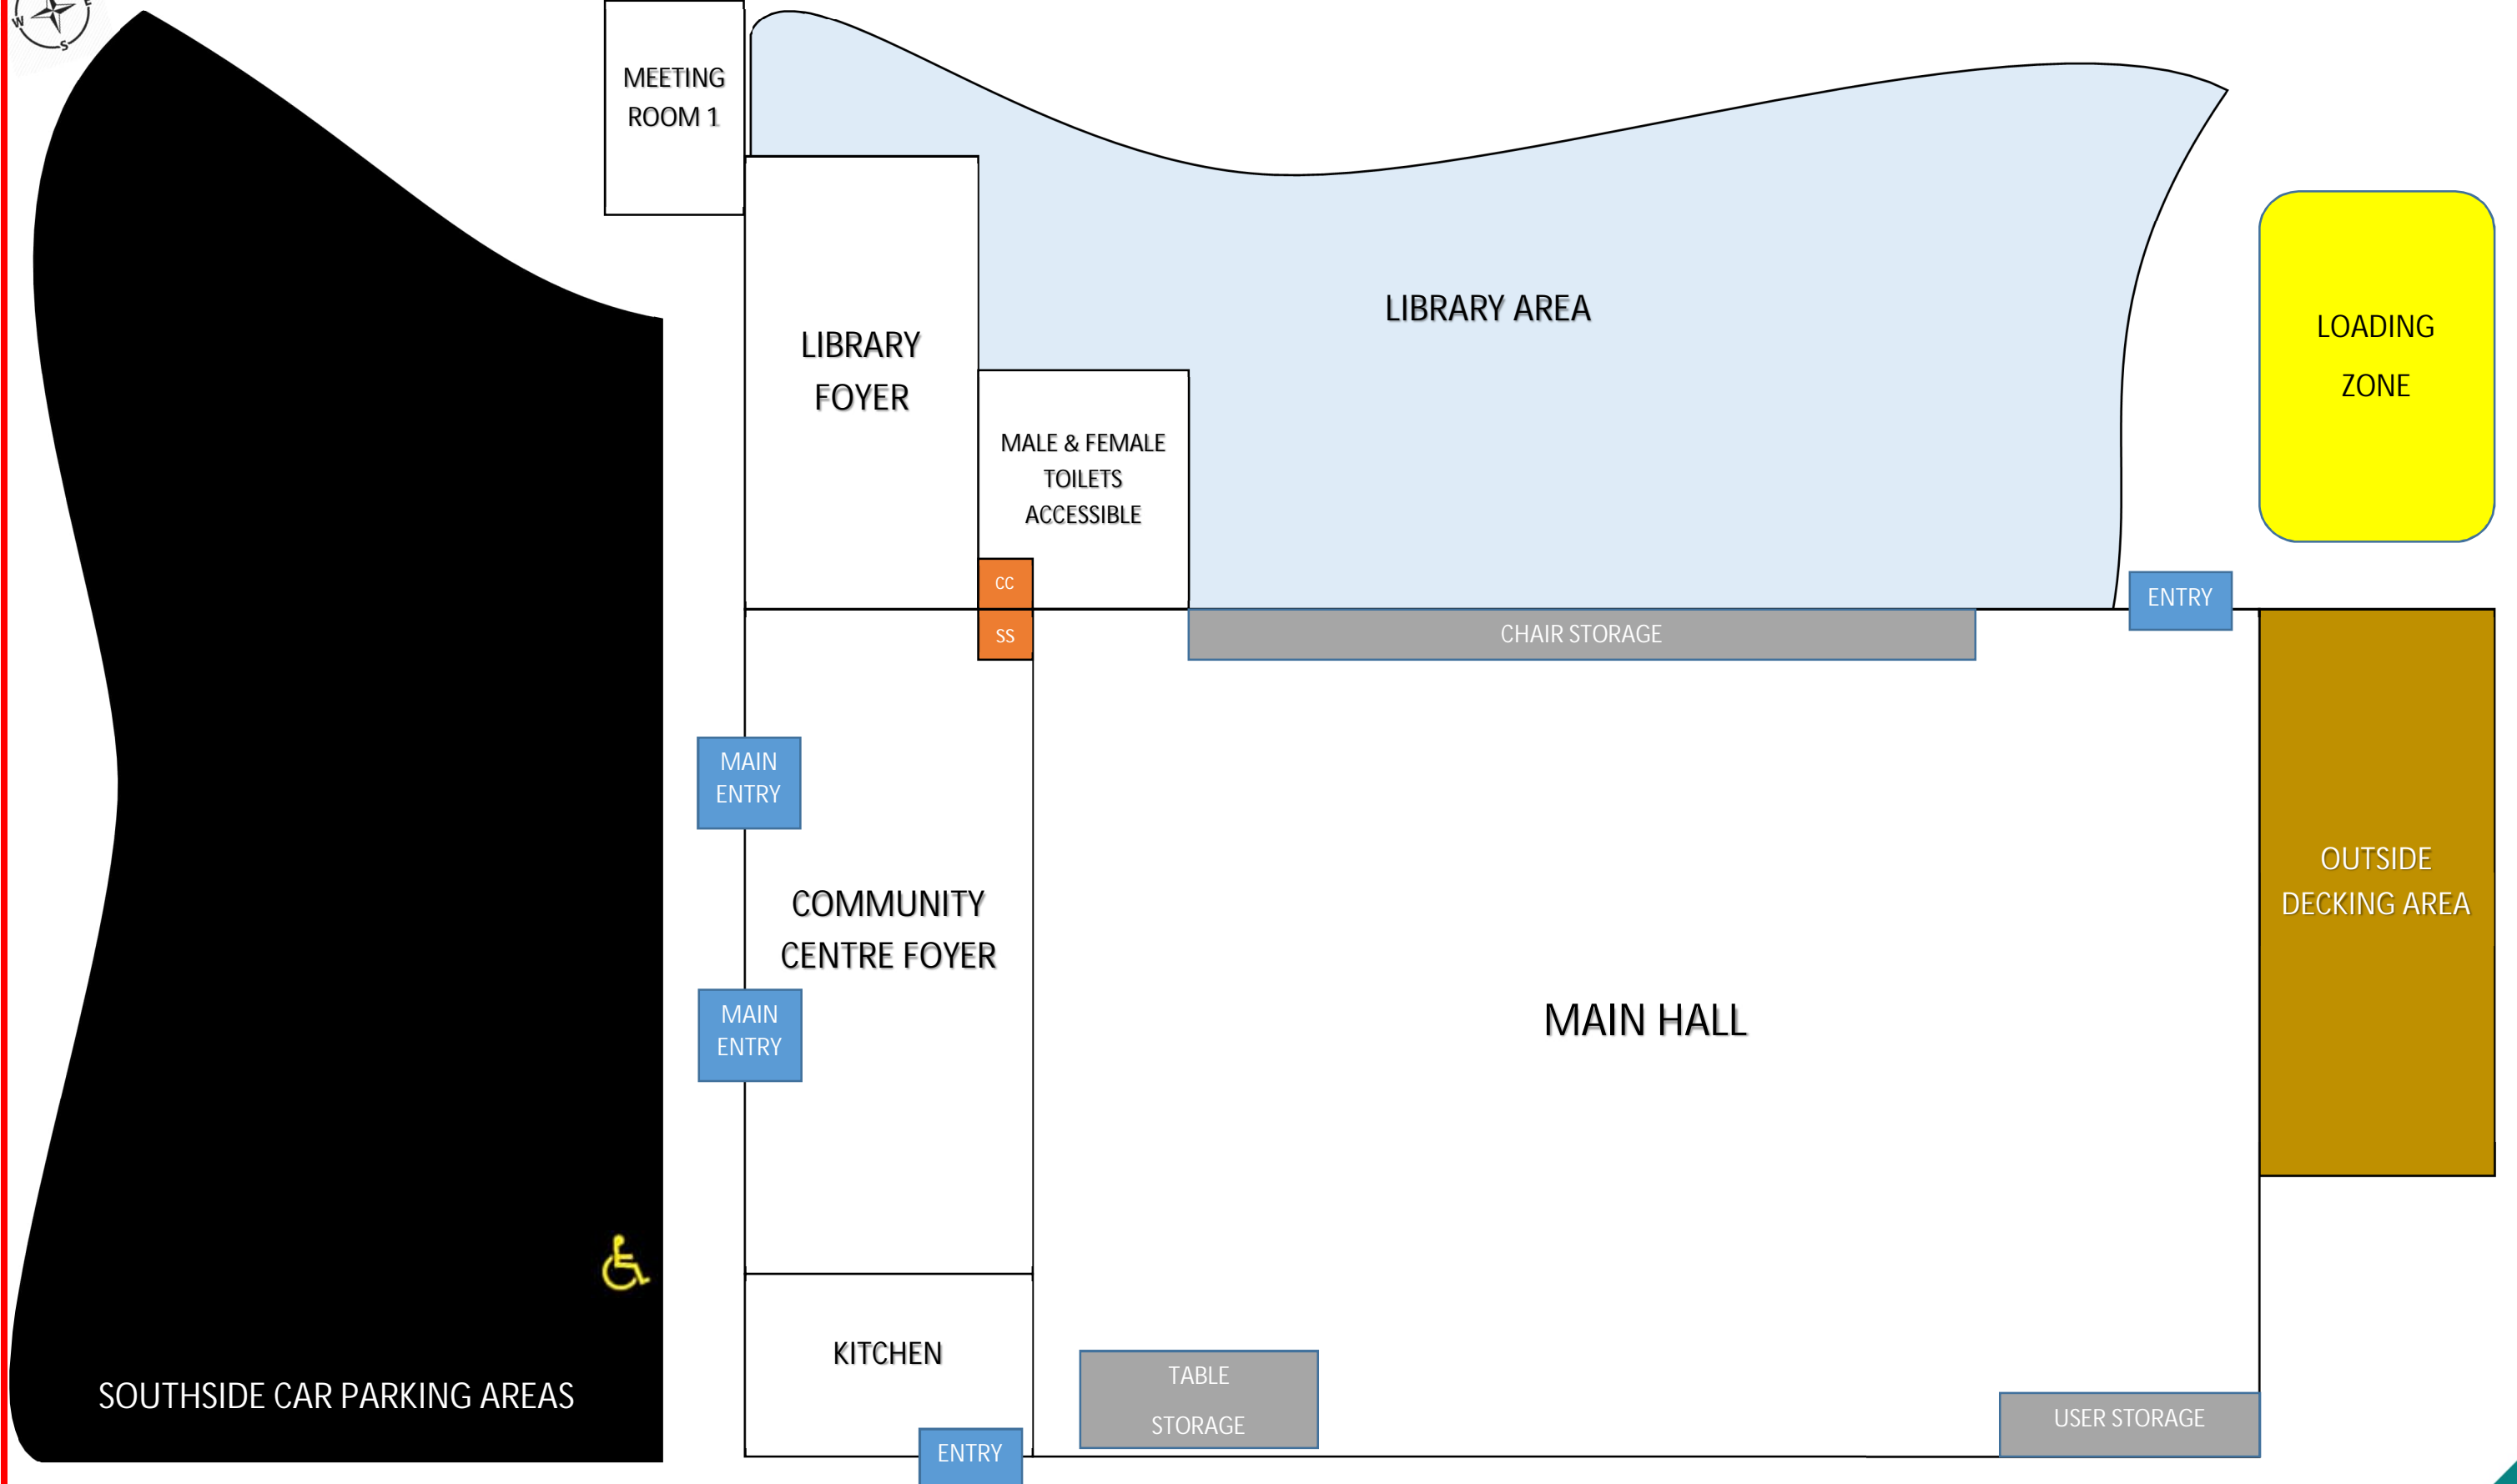 E
W
S
MEETING
ROOM 1
LIBRARY AREA
LOADING
ZONE
LIBRARY
FOYER
MALE & FEMALE
TOILETS
ACCESSIBLE
CC
SS
ENTRY
CHAIR STORAGE
MAIN
ENTRY
COMMUNITY
CENTRE FOYER
OUTSIDE
DECKING AREA
MAIN
ENTRY
MAIN HALL
KITCHEN
TABLE
STORAGE
SOUTHSIDE CAR PARKING AREAS
USER STORAGE
ENTRY